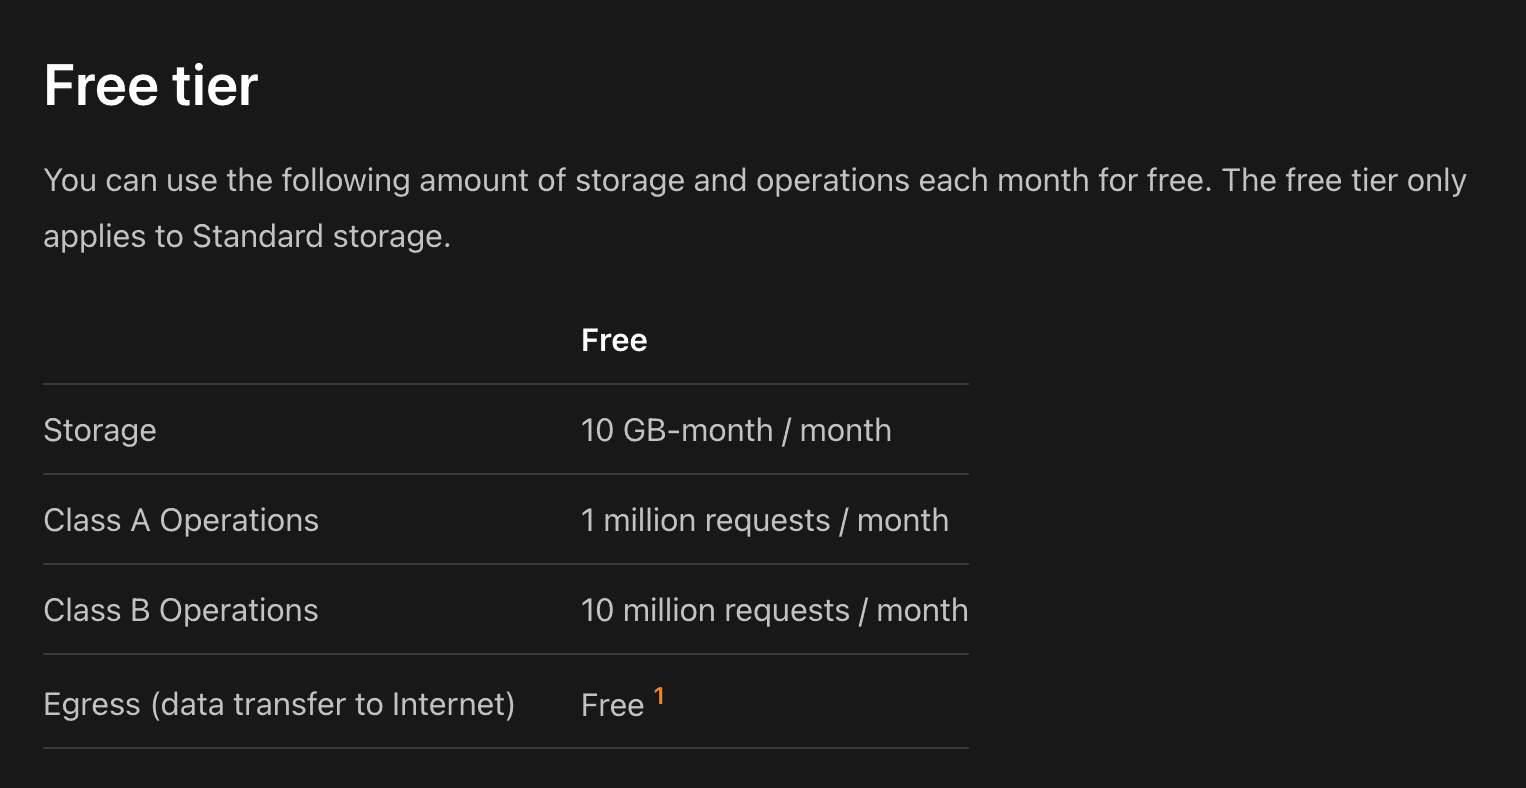 Free tier
You can use the following amount of storage and operations each month for free. The free tier only
applies to Standard storage.
Free
Storage 10 GB-month / month
Class A Operations 1 million requests / month
Class B Operations 10 million requests / month
Egress (data transfer to Internet) Free 1